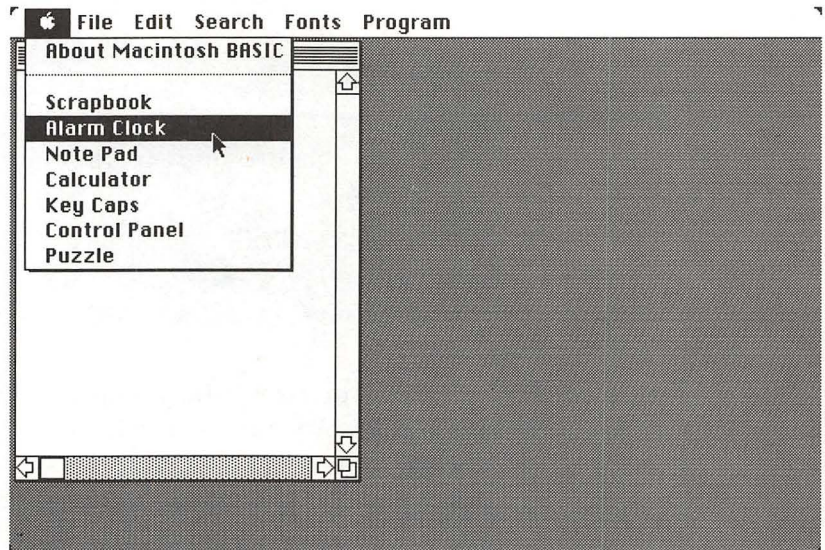 File Edit Search Fonts Program
About Macintosh BASIC
Scrapbook
Alarm Clock
Note Pad
Calculator
Key Caps
Control Panel
Puzzle